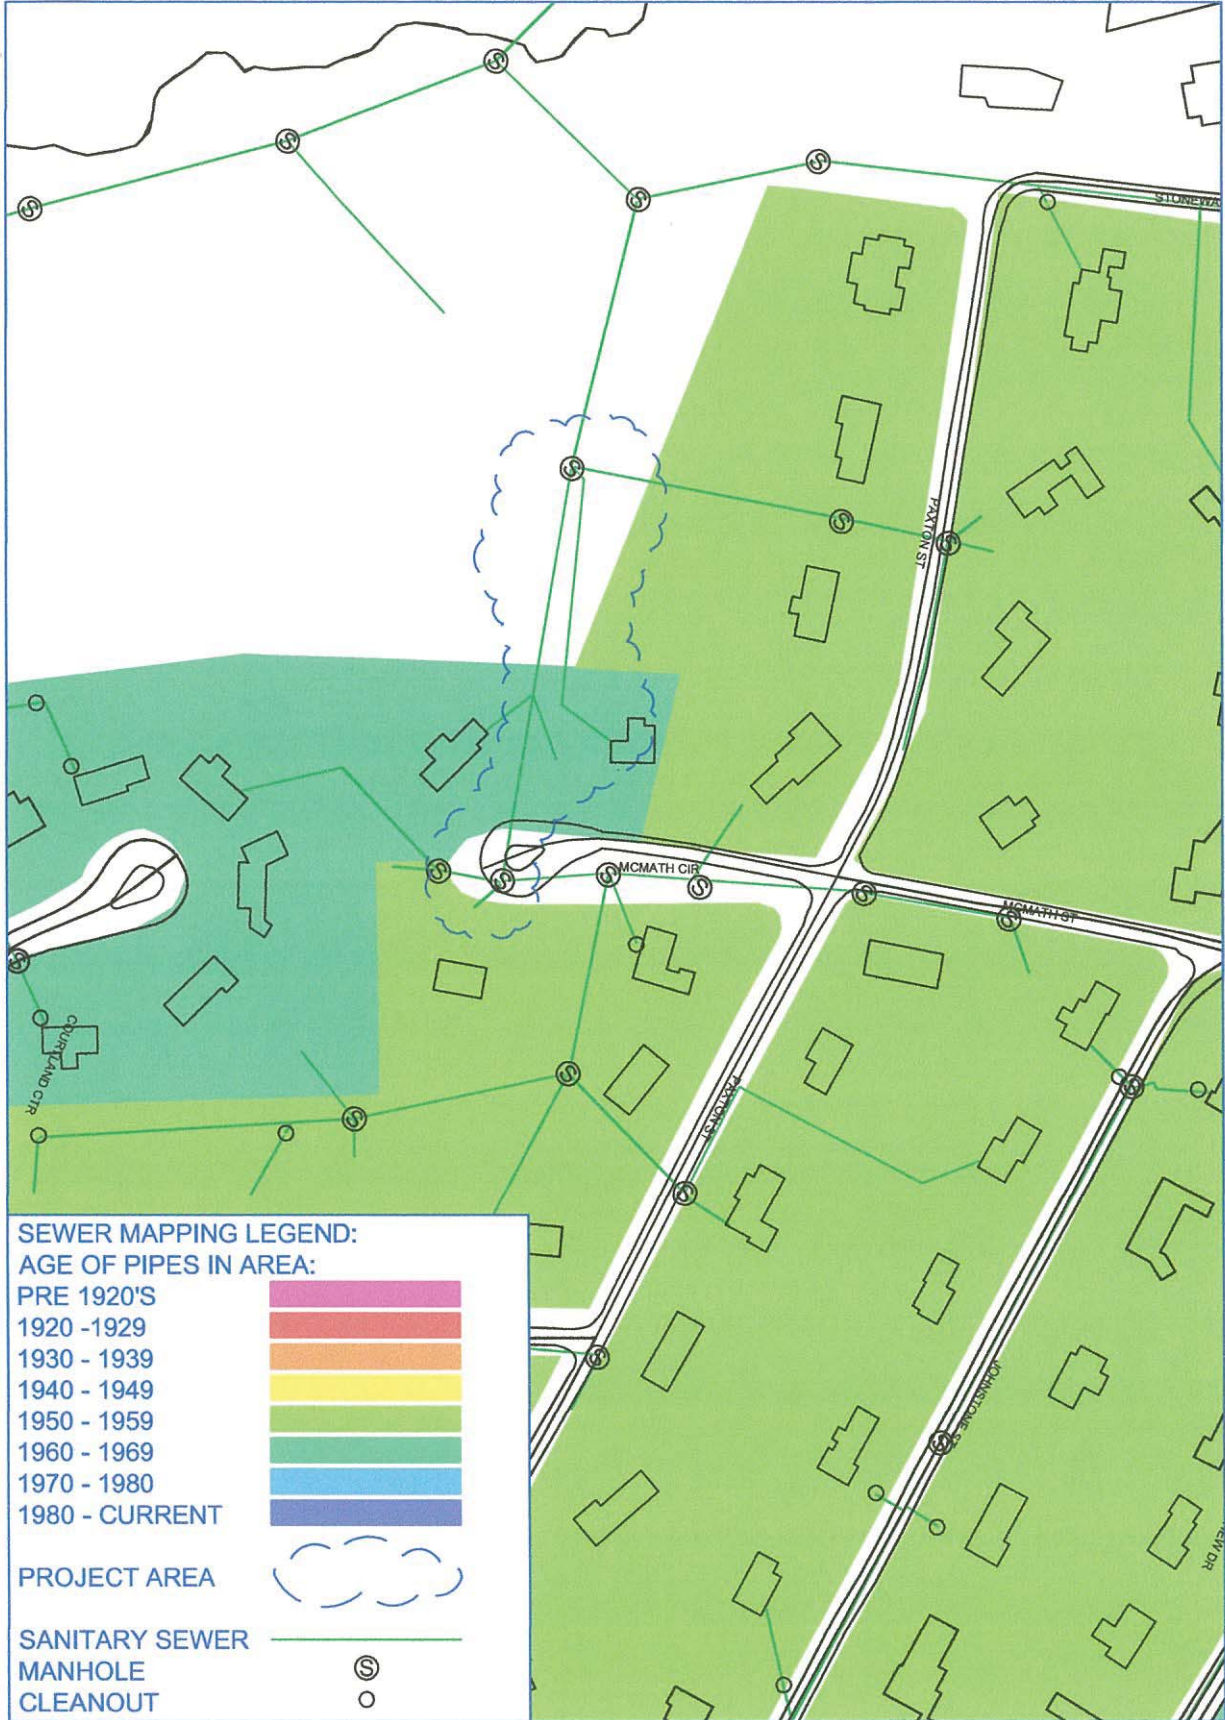 STONEWA
PAXTON ST
MCMATH CIR
MCMATH ST
COURTLAND CTR
PAXTON ST
JOHNSTONE ST
IEW DR
SEWER MAPPING LEGEND:
AGE OF PIPES IN AREA:
PRE 1920'S
1920 -1929
1930 - 1939
1940 - 1949
1950 - 1959
1960 - 1969
1970 - 1980
1980 - CURRENT
PROJECT AREA
SANITARY SEWER
MANHOLE
S
CLEANOUT